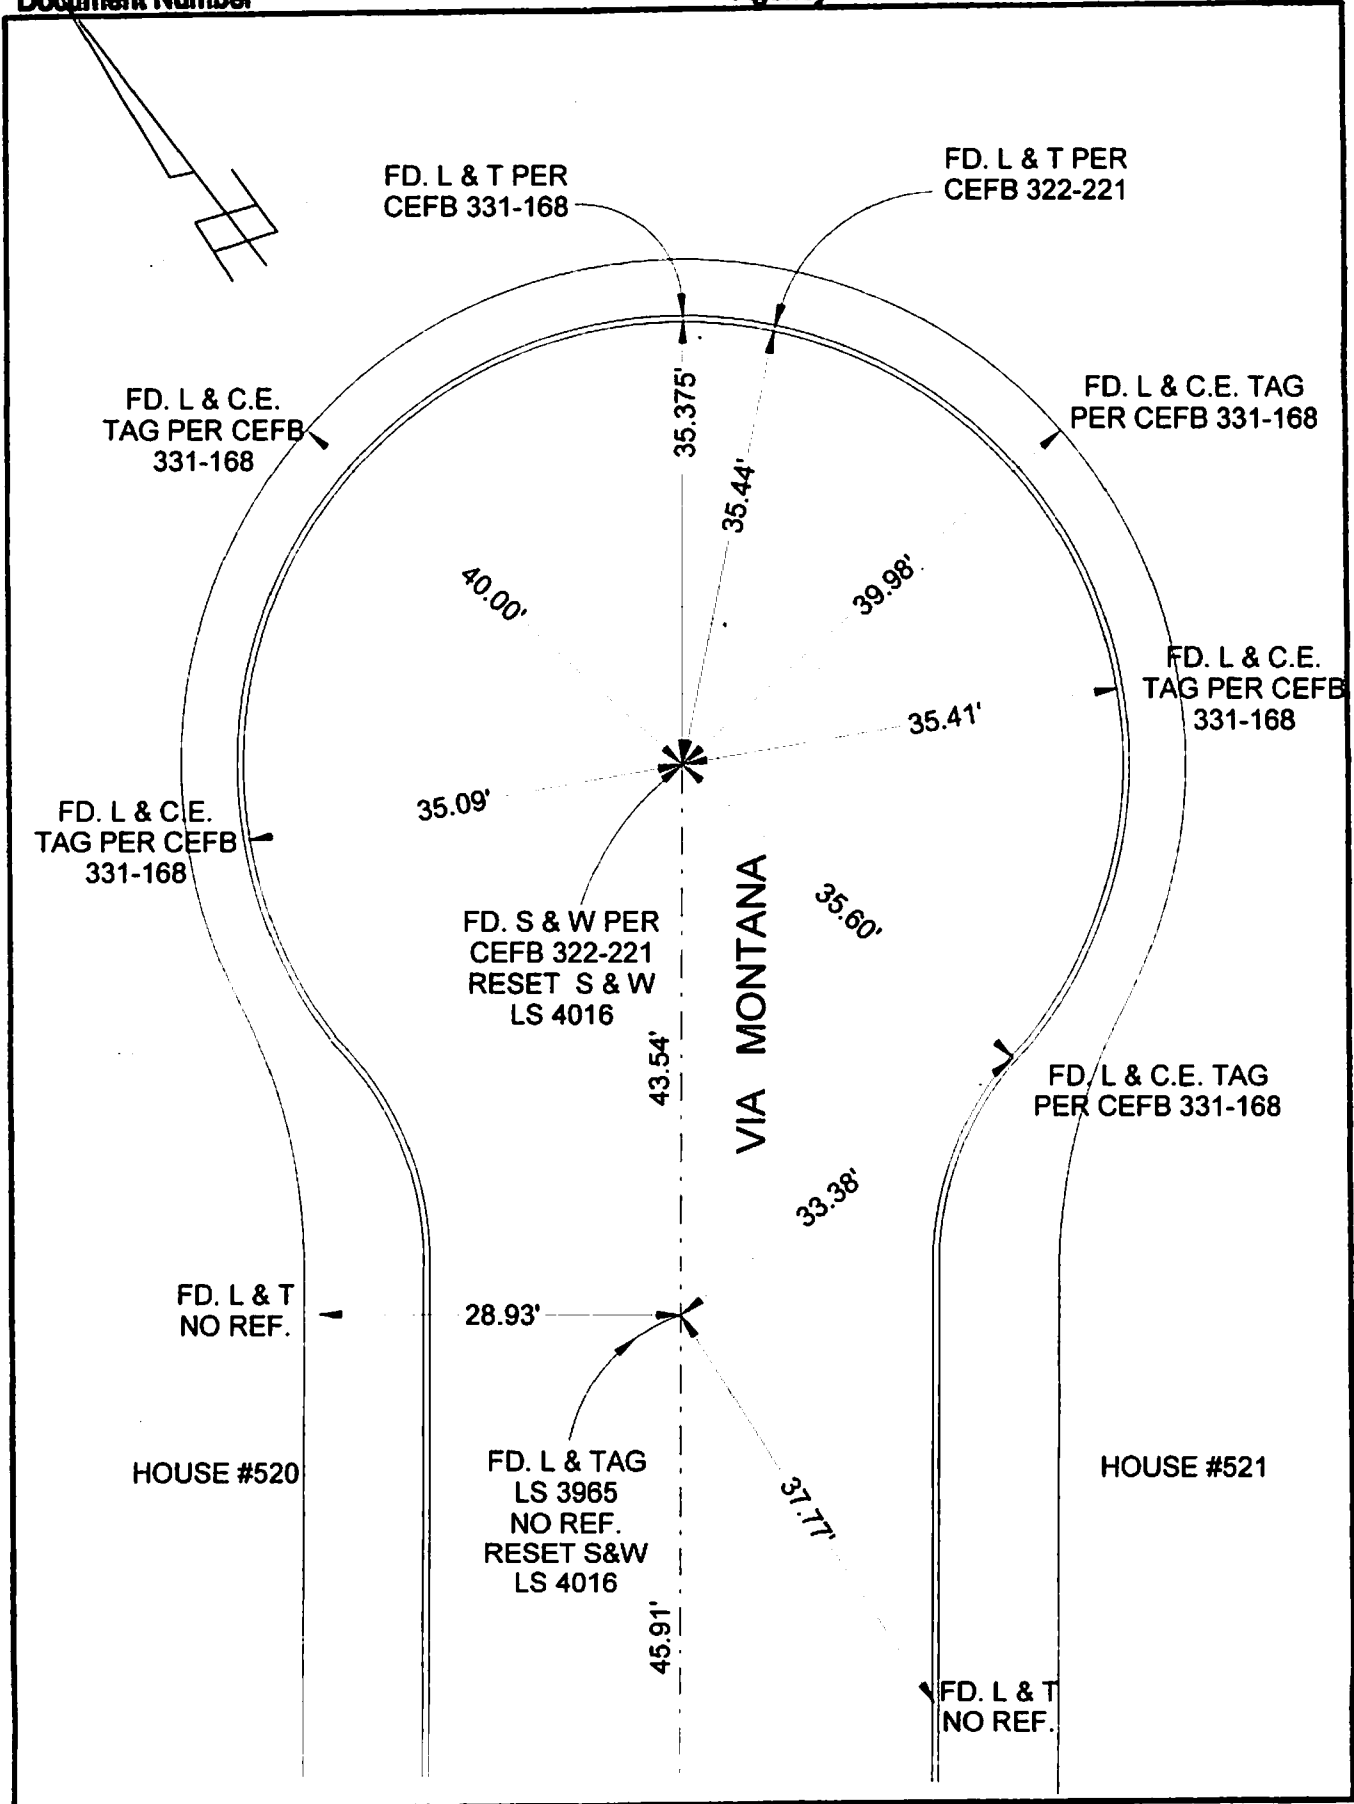 Document Number
FD. L & T PER
CEFB 331-168
FD. L & T PER
CEFB 322-221
FD. L & C.E.
TAG PER CEFB
331-168
FD. L & C.E. TAG
PER CEFB 331-168
35.375'
35.44'
40.00'
39.98'
FD. L & C.E.
TAG PER CEFB
331-168
35.41'
35.09'
FD. L & C.E.
TAG PER CEFB
331-168
FD. S & W PER
CEFB 322-221
RESET S & W
LS 4016
35.60'
VIA MONTANA
43.54'
FD. L & C.E. TAG
PER CEFB 331-168
33.38'
FD. L & T
NO REF.
28.93'
HOUSE #520
FD. L & TAG
LS 3965
NO REF.
RESET S&W
LS 4016
37.77'
HOUSE #521
45.91'
FD. L & T
NO REF.